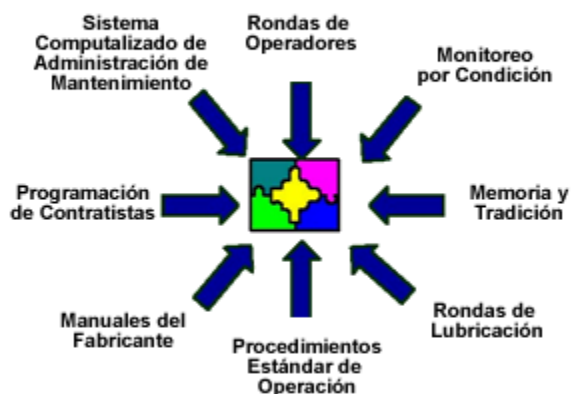 Sistema
Computalizado de
Administración de
Mantenimiento
Rondas de
Operadores
Monitoreo
por Condición
Programación
de Contratistas
Memoria y
Tradición
Manuales del
Fabricante
Procedimientos
Estándar de
Operación
Rondas de
Lubricación